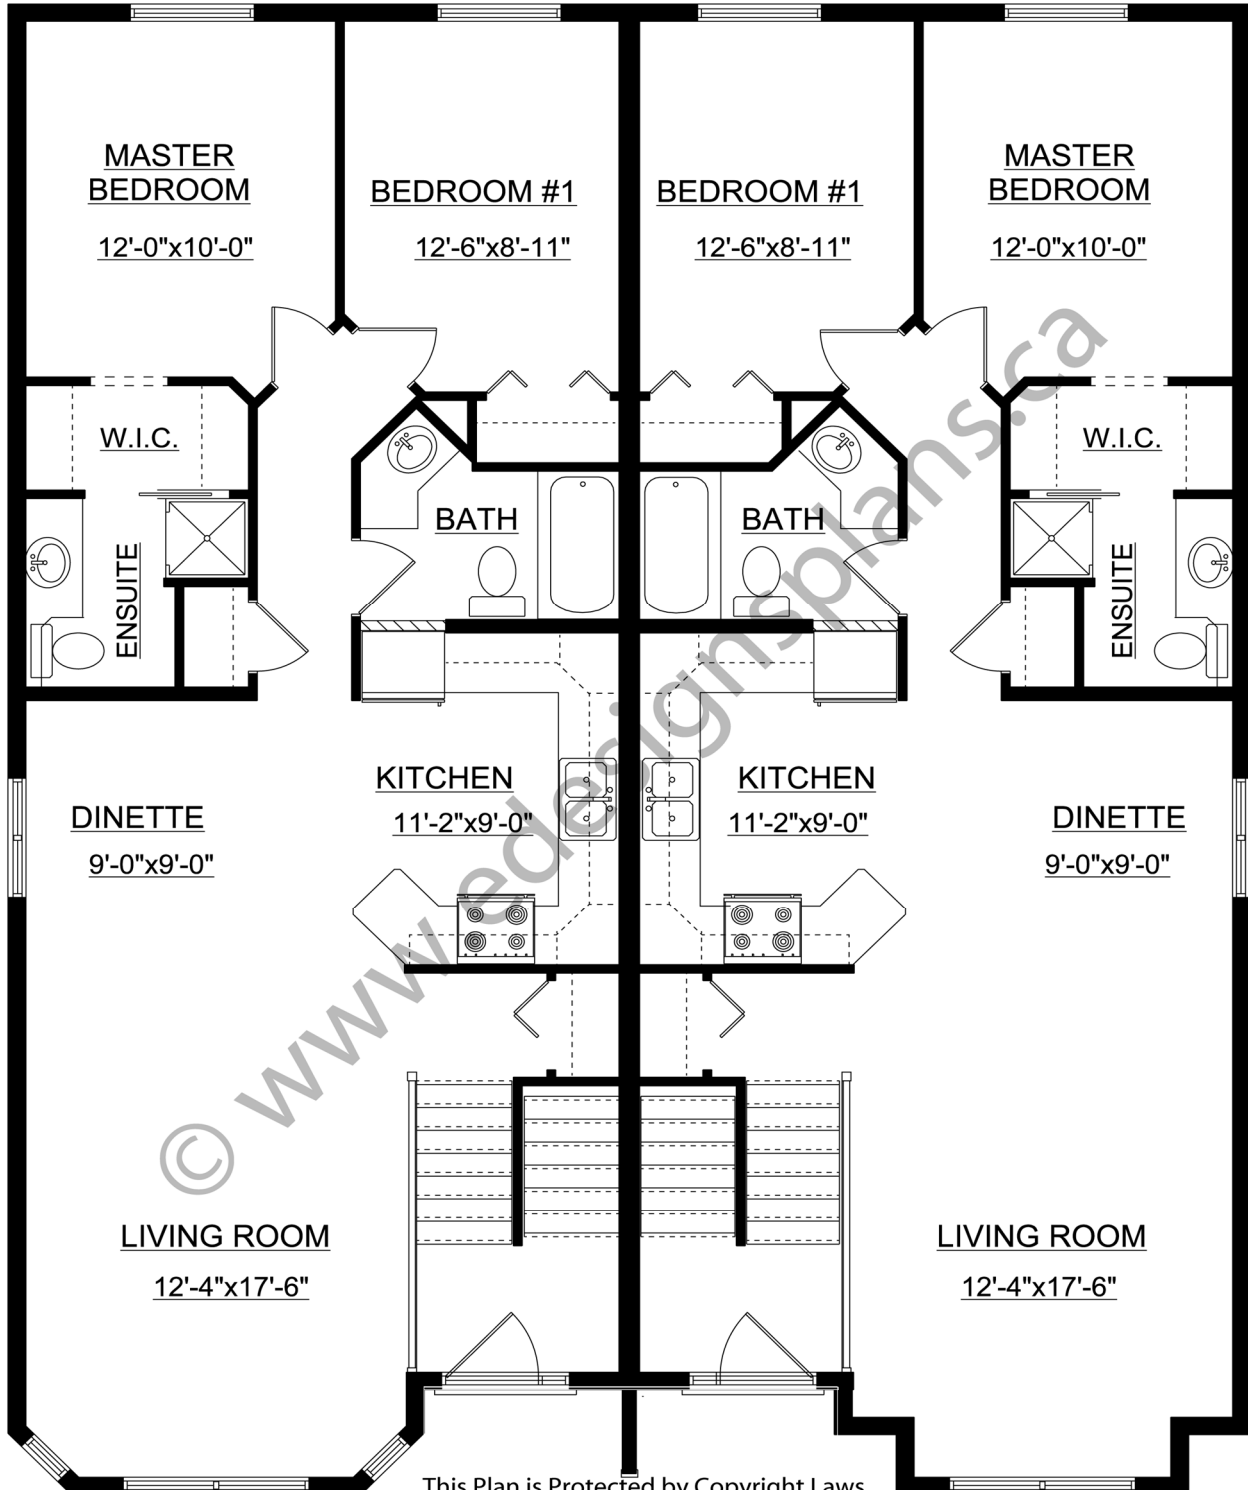 MASTER
BEDROOM
12'-0"x10'-0"
BEDROOM #1
12'-6"x8'-11"
BEDROOM #1
12'-6"x8'-11"
MASTER
BEDROOM
12'-0"x10'-0"
W.I.C.
W.I.C.
BATH
BATH
ENSUITE
ENSUITE
KITCHEN
11'-2"x9'-0"
KITCHEN
11'-2"x9'-0"
DINETTE
9'-0"x9'-0"
DINETTE
9'-0"x9'-0"
© www.edesignsplans.ca
LIVING ROOM
12'-4"x17'-6"
LIVING ROOM
12'-4"x17'-6"
This Plan is Protected by Copyright Laws